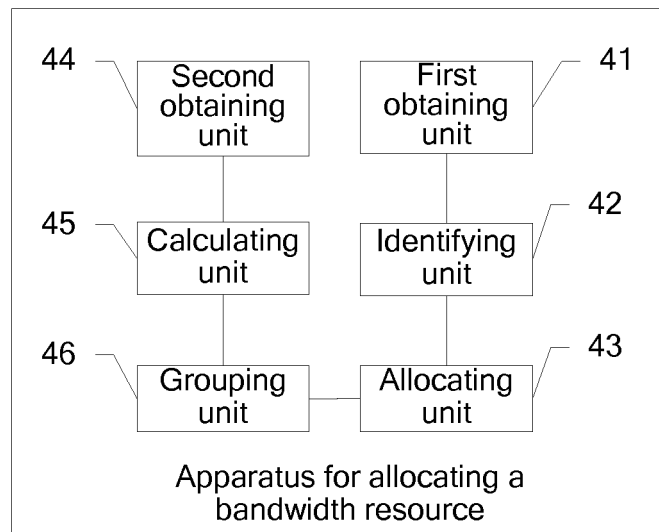 44
Second
obtaining
unit
First
obtaining
unit
41
45
Calculating
unit
Identifying
unit
42
46
Grouping
unit
Allocating
unit
43
Apparatus for allocating a
bandwidth resource